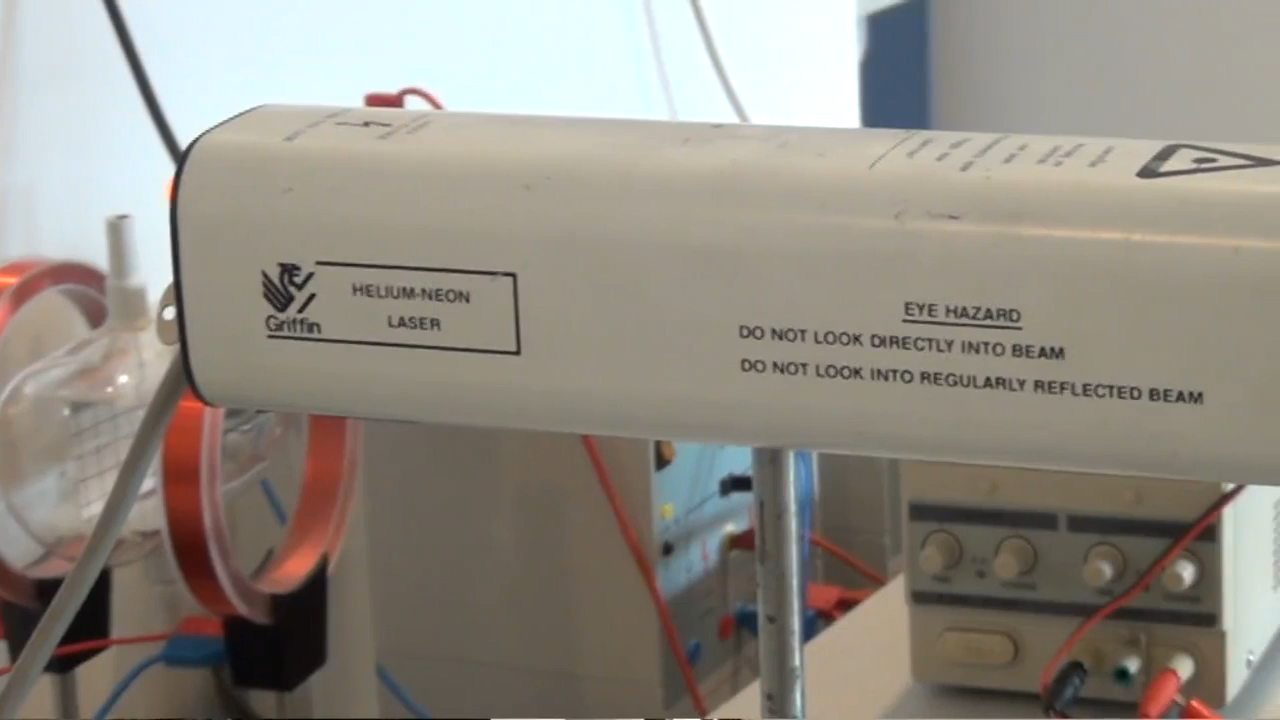 HELIUM-NEON
LASER
Griffin
EYE HAZARD
DO NOT LOOK DIRECTLY INTO BEAM
DO NOT LOOK INTO REGULARLY REFLECTED BEAM